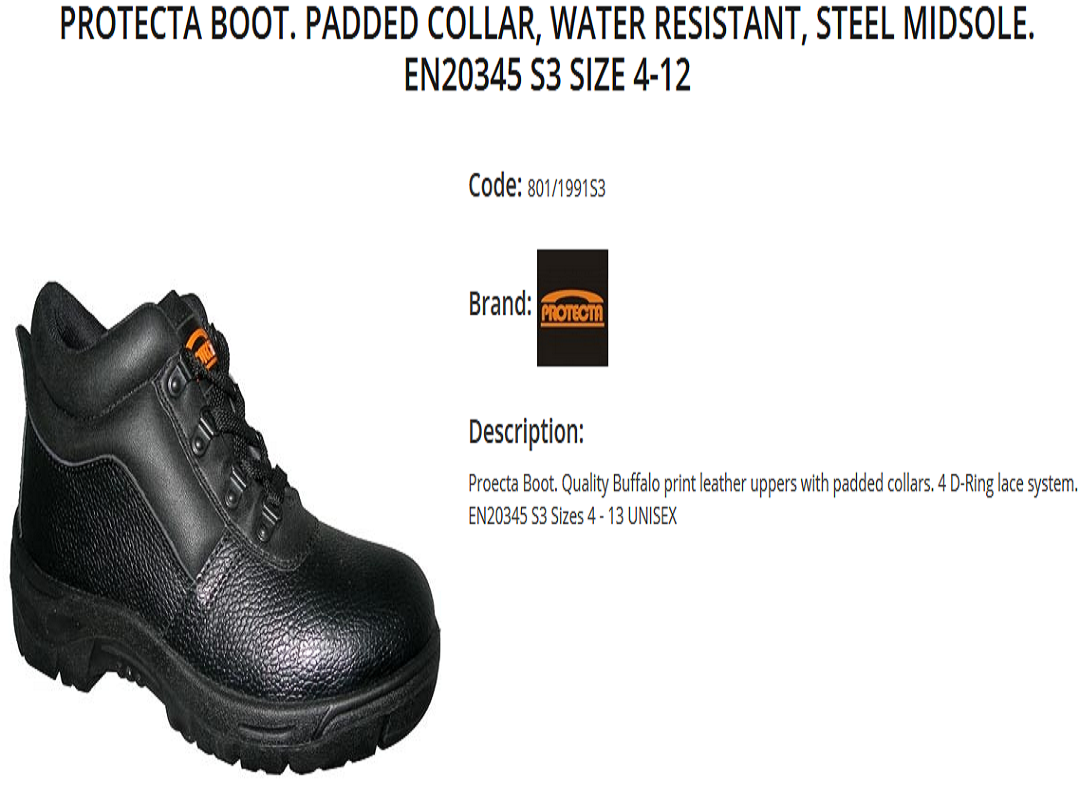 PROTECTA BOOT. PADDED COLLAR, WATER RESISTANT, STEEL MIDSOLE.
EN20345 S3 SIZE 4-12
Code: 801/1991S3
Brand: PROTECTA
Description:
Proecta Boot. Quality Buffalo print leather uppers with padded collars. 4 D-Ring lace system.
EN20345 S3 Sizes 4 - 13 UNISEX